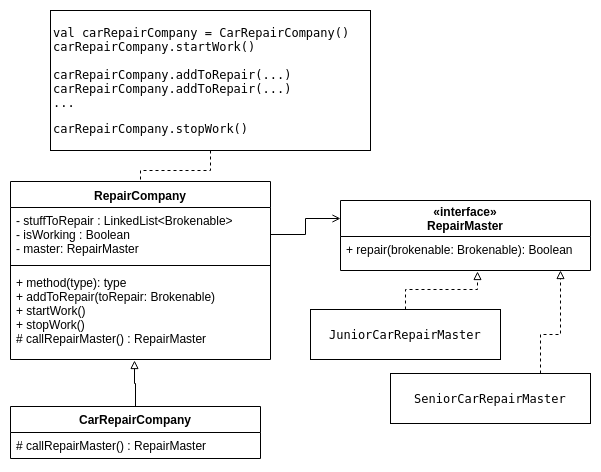 val carRepairCompany = CarRepairCompany()
carRepairCompany.startWork()
carRepairCompany.addToRepair(...)
carRepairCompany.addToRepair(...)
...
carRepairCompany.stopWork()
RepairCompany
- stuffToRepair : LinkedList<Brokenable>
- isWorking : Boolean
- master: RepairMaster
+ method(type): type
+ addToRepair(toRepair: Brokenable)
+ startWork()
+ stopWork()
# callRepairMaster() : RepairMaster
«interface»
RepairMaster
+ repair(brokenable: Brokenable): Boolean
JuniorCarRepairMaster
SeniorCarRepairMaster
CarRepairCompany
# callRepairMaster() : RepairMaster